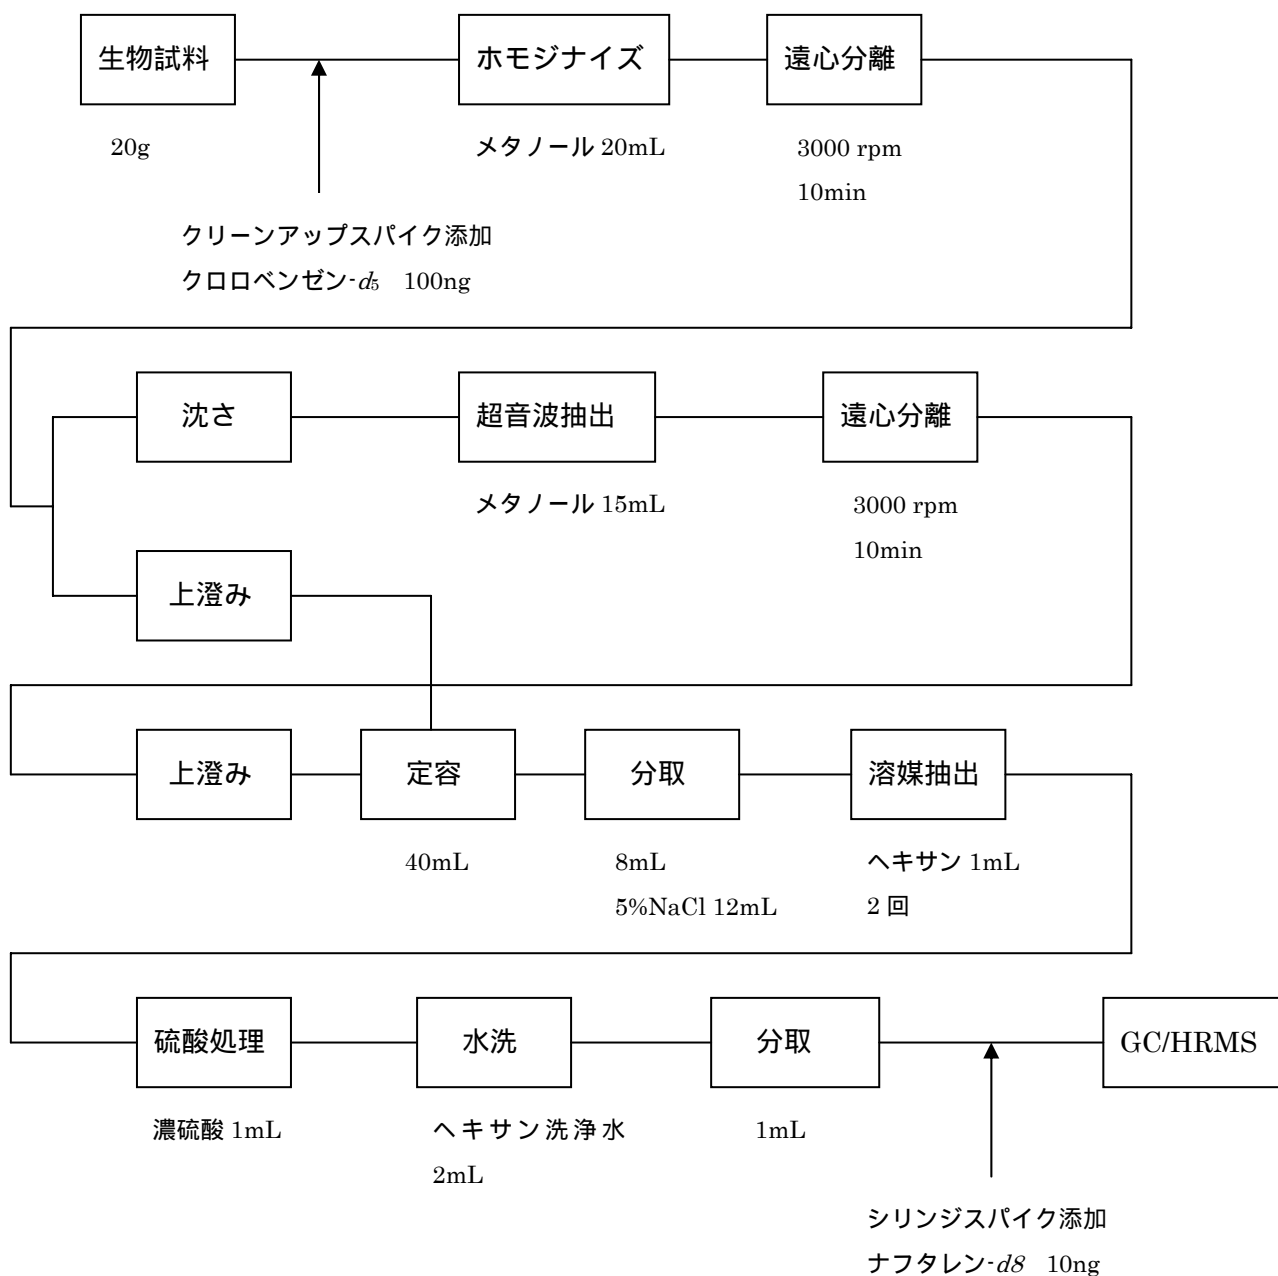 生物試料
ホモジナイズ
遠心分離
20g
メタノール 20mL
3000 rpm
10min
クリーンアップスパイク添加
クロロベンゼン-d5 100ng
沈さ
超音波抽出
遠心分離
メタノール 15mL
3000 rpm
10min
上澄み
上澄み
定容
分取
溶媒抽出
40mL
8mL
5%NaCl 12mL
ヘキサン 1mL
2 回
硫酸処理
水洗
分取
GC/HRMS
濃硫酸 1mL
ヘキサン洗浄水
2mL
1mL
シリンジスパイク添加
ナフタレン-d8 10ng